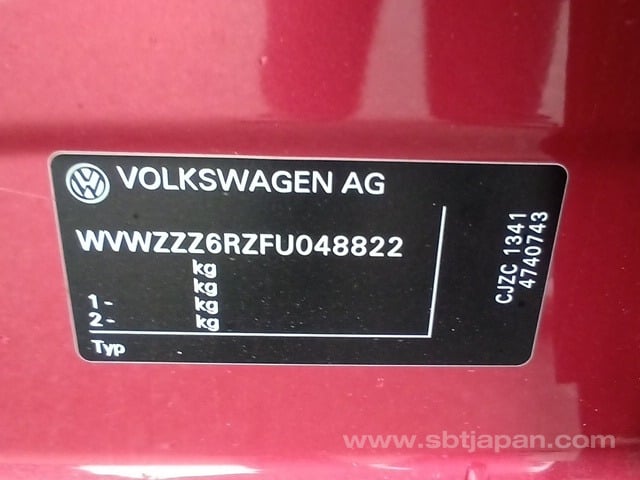 VOLKSWAGEN AG
WVWZZZ6RZFU048822
kg
kg
1 - kg
2 - kg
Typ
CJZC 1341
4740743
www.sbtjapan.com